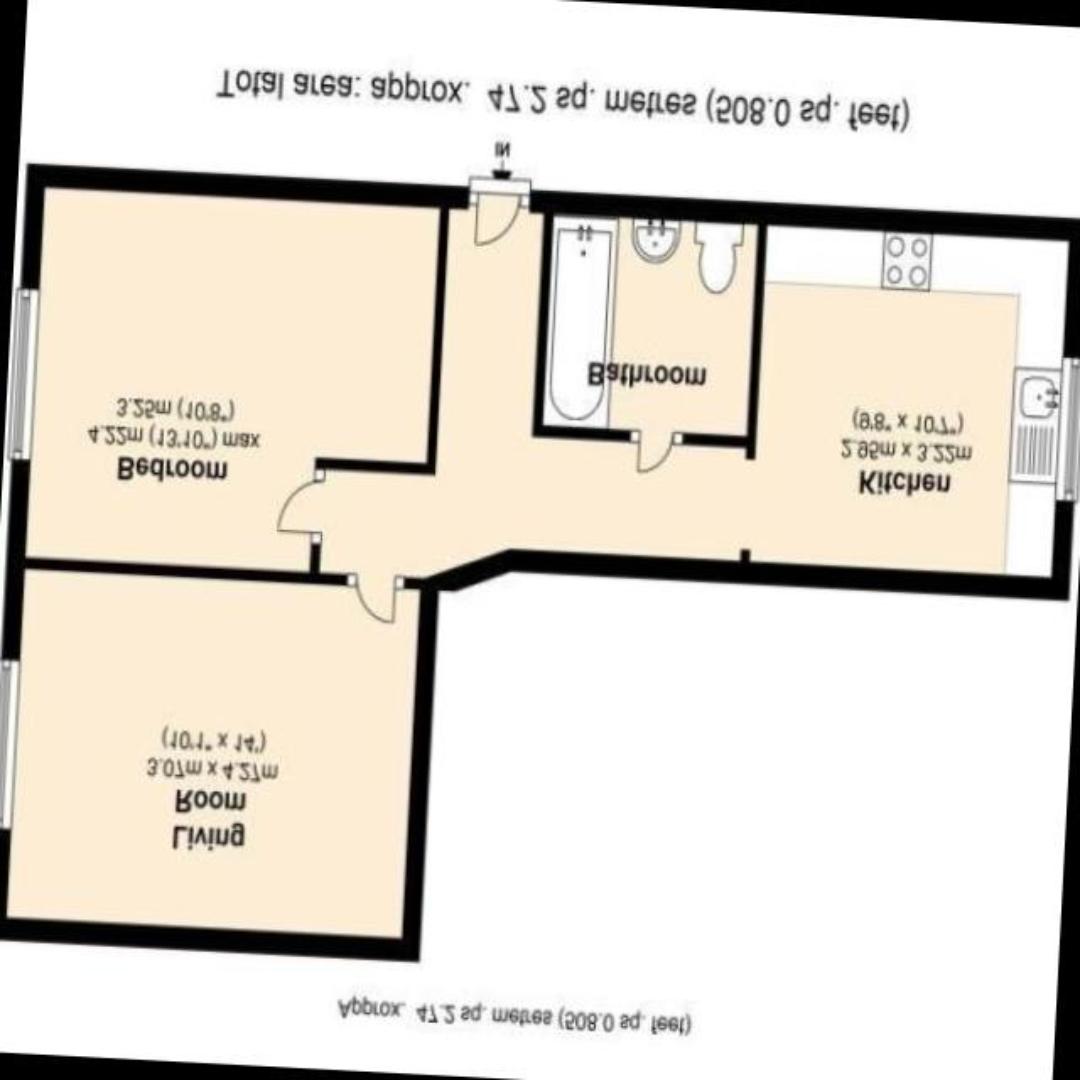 Approx. 47.2 sq. metres (508.0 sq. feet)
Living
Room
3.07m x 4.27m
(10'1" x 14')
Bedroom
4.22m (13'10") max
3.25m (10'8")
Kitchen
2.95m x 3.22m
(9'8" x 10'7")
Bathroom
IN
Total area: approx. 47.2 sq. metres (508.0 sq. feet)